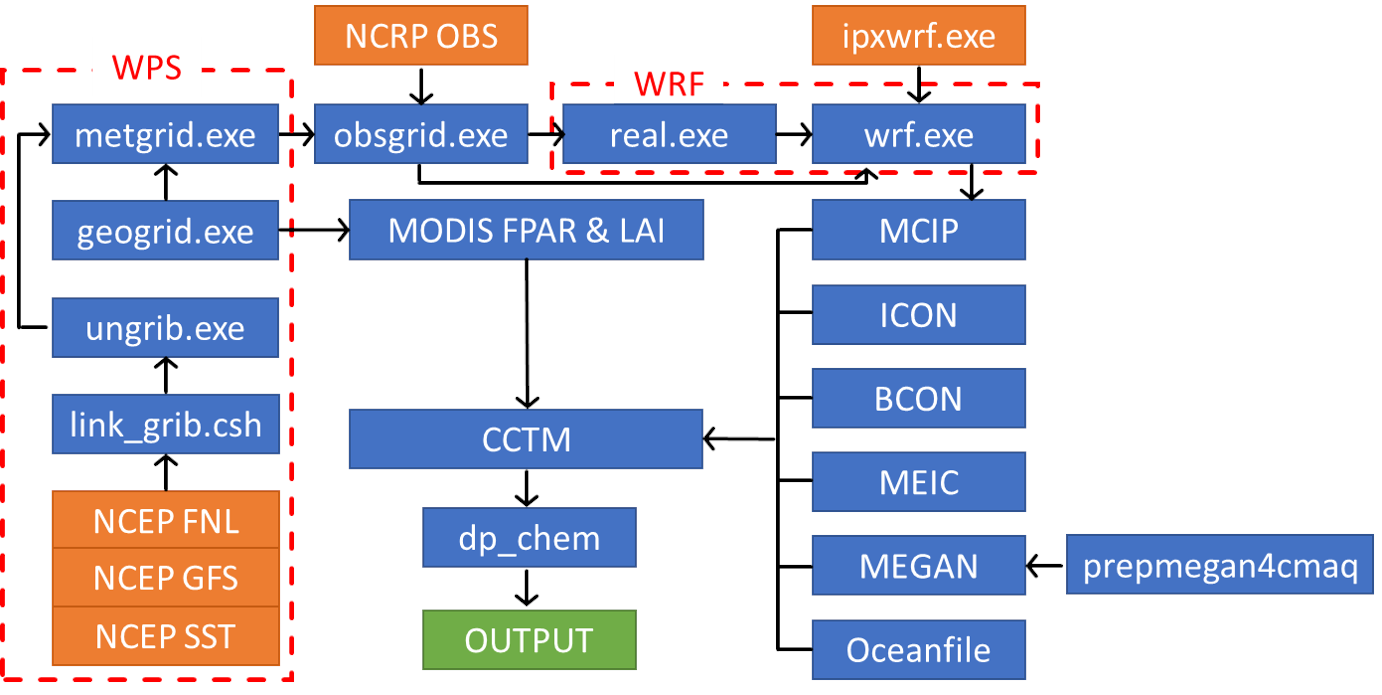 NCRP OBS
ipxwrf.exe
WPS
WRF
metgrid.exe
obsgrid.exe
real.exe
wrf.exe
geogrid.exe
MODIS FPAR & LAI
MCIP
ungrib.exe
ICON
link_grib.csh
BCON
CCTM
MEIC
NCEP FNL
dp_chem
NCEP GFS
MEGAN
prepmegan4cmaq
NCEP SST
OUTPUT
Oceanfile